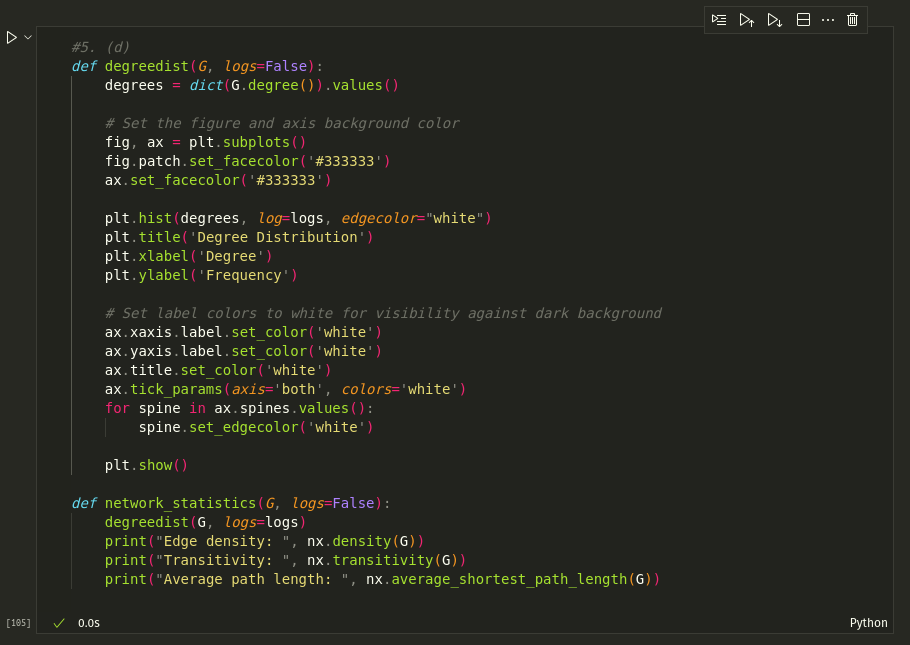 #5. (d)
def degreedist(G, logs=False):
    degrees = dict(G.degree()).values()

    # Set the figure and axis background color
    fig, ax = plt.subplots()
    fig.patch.set_facecolor('#333333')
    ax.set_facecolor('#333333')

    plt.hist(degrees, log=logs, edgecolor="white")
    plt.title('Degree Distribution')
    plt.xlabel('Degree')
    plt.ylabel('Frequency')

    # Set label colors to white for visibility against dark background
    ax.xaxis.label.set_color('white')
    ax.yaxis.label.set_color('white')
    ax.title.set_color('white')
    ax.tick_params(axis='both', colors='white')
    for spine in ax.spines.values():
        spine.set_edgecolor('white')

    plt.show()

def network_statistics(G, logs=False):
    degreedist(G, logs=logs)
    print("Edge density: ", nx.density(G))
    print("Transitivity: ", nx.transitivity(G))
    print("Average path length: ", nx.average_shortest_path_length(G))
[105] 0.0s Python